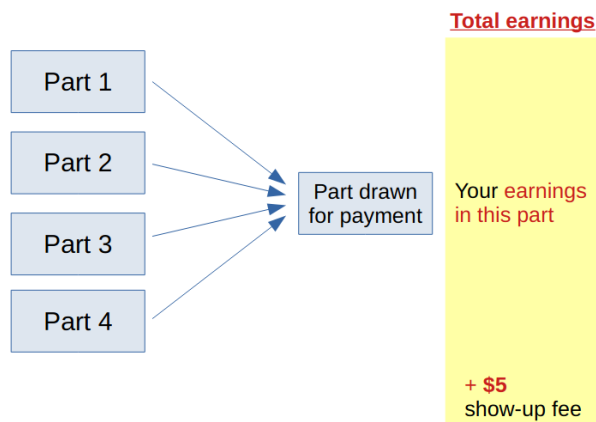 Total earnings
Part 1
Part 2
Part 3
Part 4
Part drawn
for payment
Your earnings
in this part
+ $5
show-up fee